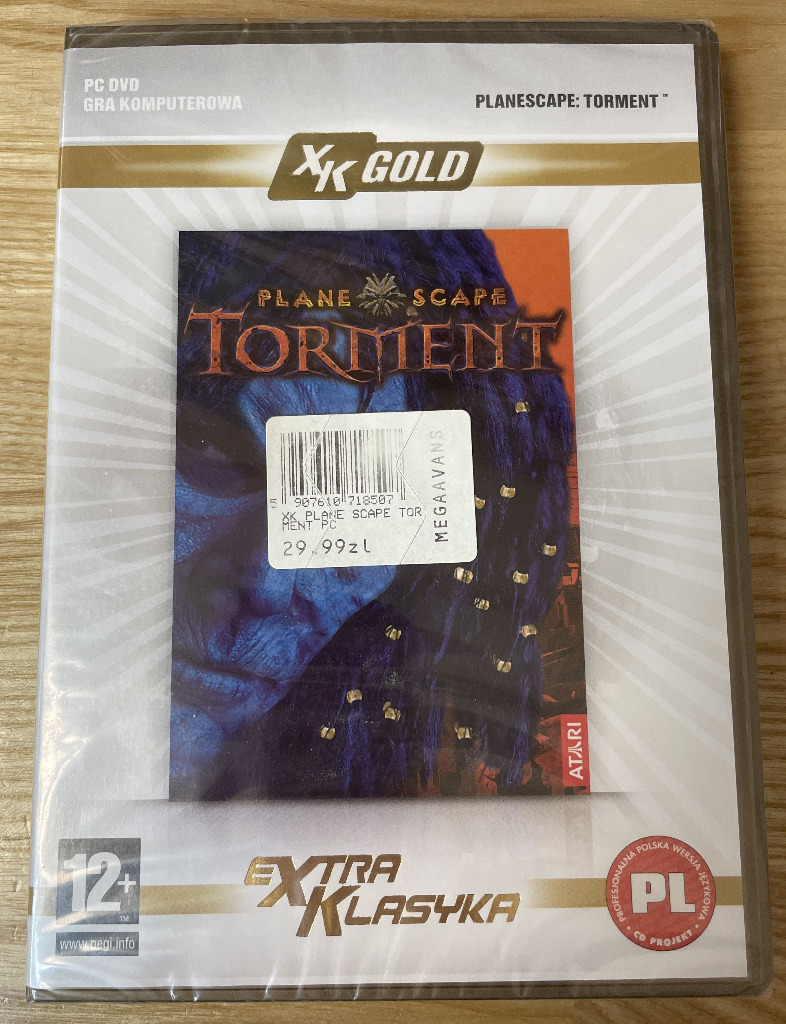 PC DVD
GRA KOMPUTEROWA
PLANESCAPE: TORMENT™
XK GOLD
PLANE SCAPE
TORMENT
5 907610 718507
XK PLANE SCAPE TOR
MENT PC
29.99zl
MEGAAVANS
ATARI
12+
TM
www.pegi.info
EXTRA
KLASYKA
PROFESJONALNA POLSKA WERSJA JĘZYKOWA
PL
• CD PROJEKT •